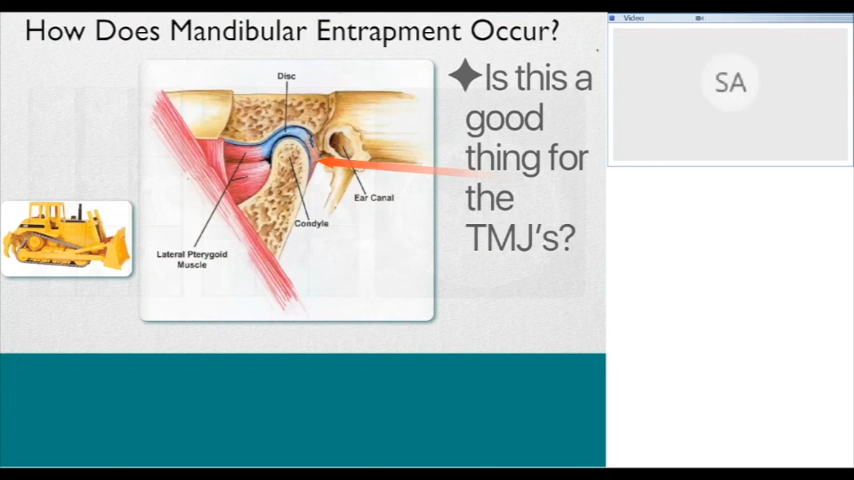 How Does Mandibular Entrapment Occur?
Disc
Ear Canal
Condyle
Lateral Pterygoid
Muscle
✦Is this a
good
thing for
the
TMJ's?
Video
SA